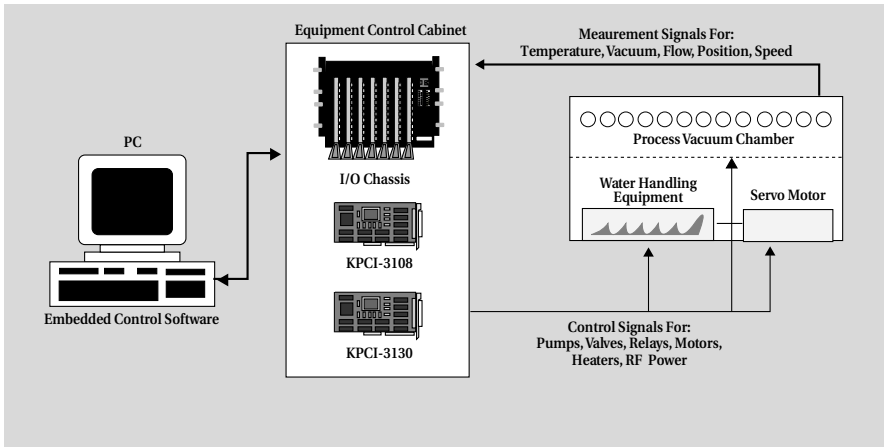 Equipment Control Cabinet
Measurement Signals For:
Temperature, Vacuum, Flow, Position, Speed
PC
Process Vacuum Chamber
I/O Chassis
Water Handling
Equipment
Servo Motor
KPCI-3108
Embedded Control Software
KPCI-3130
Control Signals For:
Pumps, Valves, Relays, Motors,
Heaters, RF Power